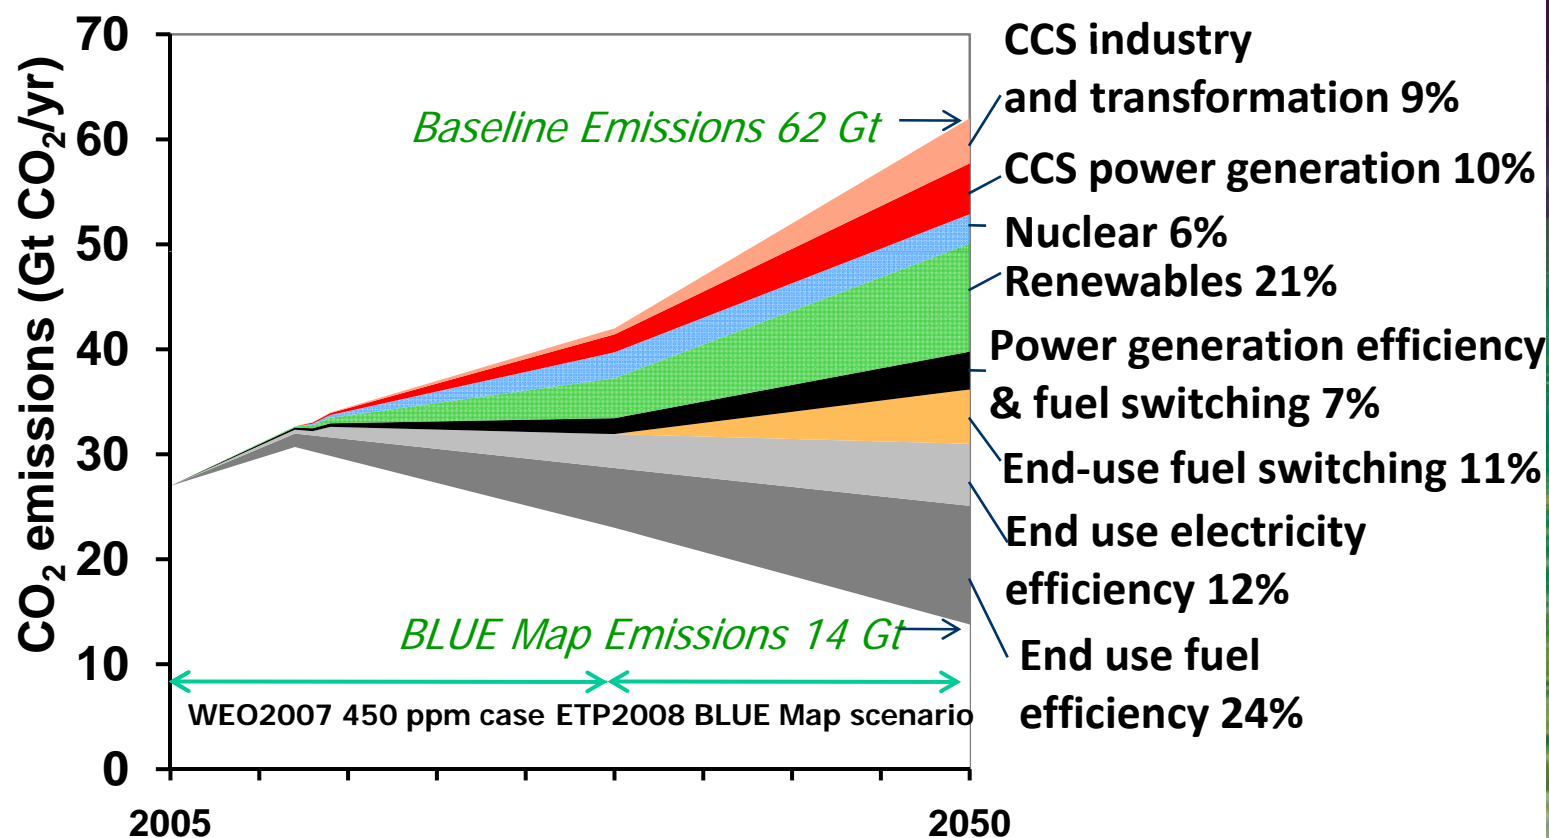 70
60
50
40
30
20
10
0
CO2 emissions (Gt CO2/yr)
Baseline Emissions 62 Gt
BLUE Map Emissions 14 Gt
WEO2007 450 ppm case ETP2008 BLUE Map scenario
2005
2050
CCS industry
and transformation 9%
CCS power generation 10%
Nuclear 6%
Renewables 21%
Power generation efficiency
& fuel switching 7%
End-use fuel switching 11%
End use electricity
efficiency 12%
End use fuel
efficiency 24%